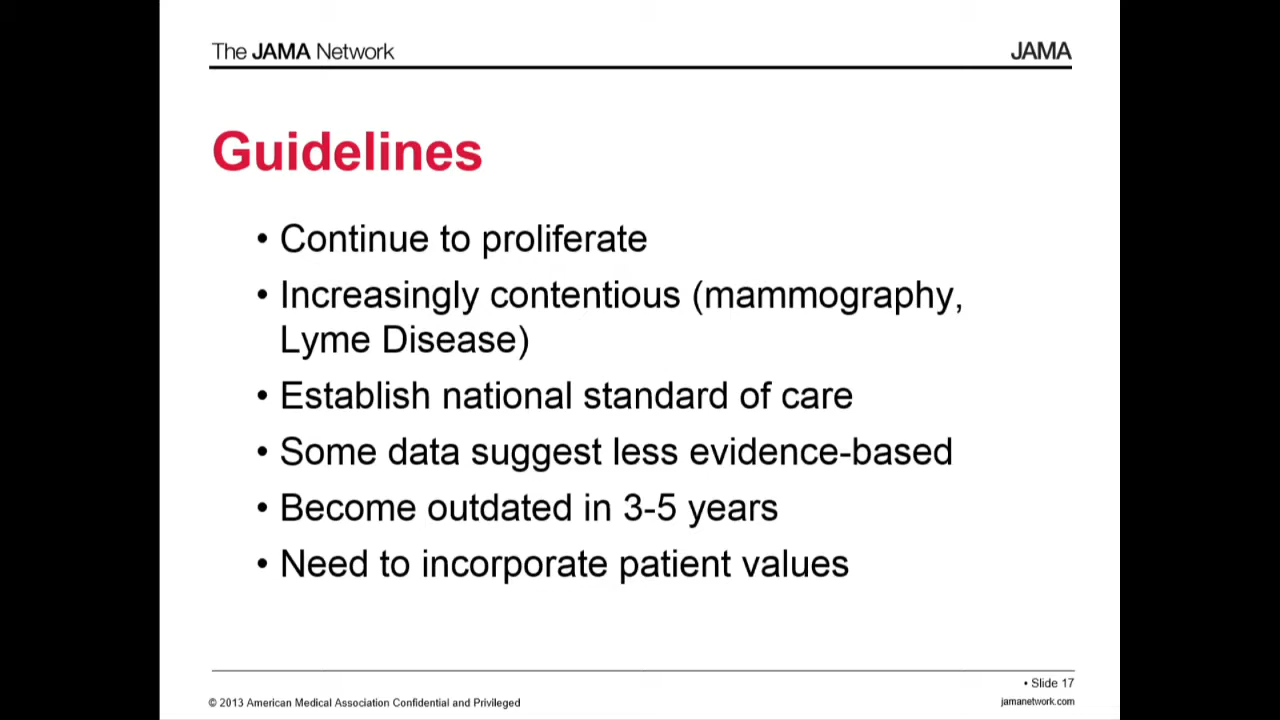 The JAMA Network
JAMA
Guidelines
• Continue to proliferate
• Increasingly contentious (mammography,
Lyme Disease)
• Establish national standard of care
• Some data suggest less evidence-based
• Become outdated in 3-5 years
• Need to incorporate patient values
• Slide 17
© 2013 American Medical Association Confidential and Privileged
jamanetwork.com